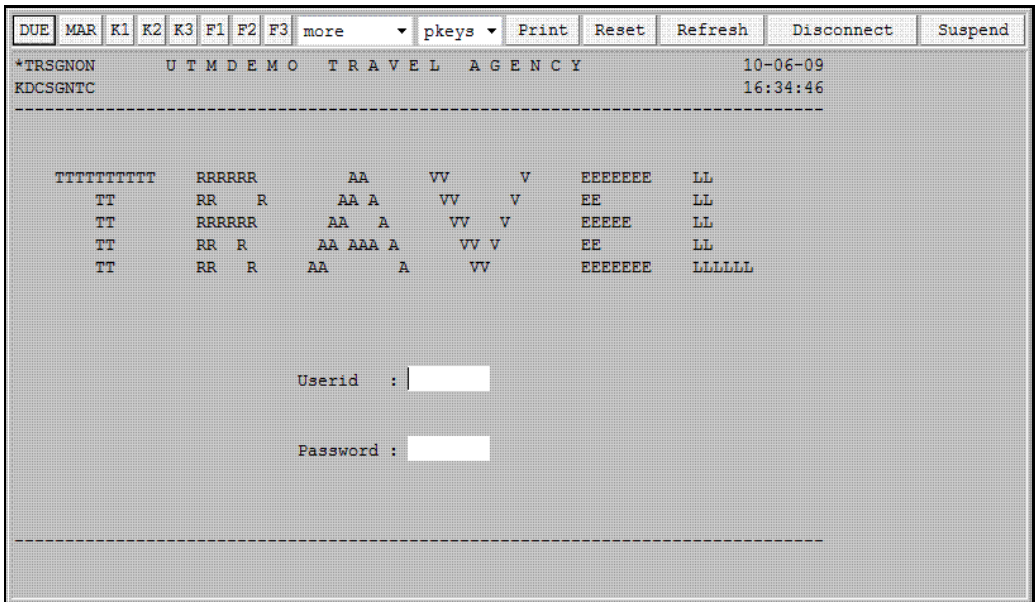 DUE MAR K1 K2 K3 F1 F2 F3 more pkeys Print Reset Refresh Disconnect Suspend
*TRSGNON U T M D E M O T R A V E L A G E N C Y 10-06-09
KDCSGNTC 16:34:46
--------------------------------------------------------------------------------
TTTTTTTTTT    RRRRRR         AA      VV       V     EEEEEEE    LL
    TT        RR    R       AA A      VV     V      EE         LL
    TT        RRRRRR       AA   A      VV   V       EEEEE      LL
    TT        RR  R       AA AAA A      VV V        EE         LL
    TT        RR   R     AA       A      VV         EEEEEEE    LLLLLL
Userid :
Password :
--------------------------------------------------------------------------------